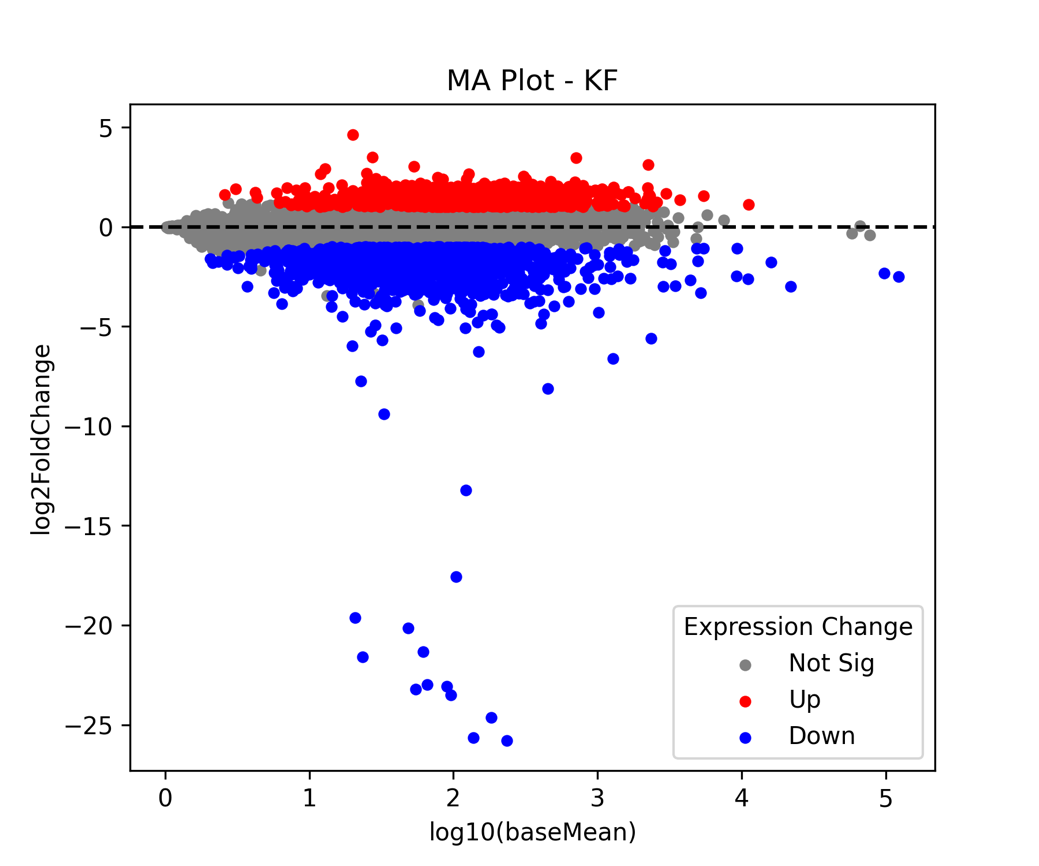 MA Plot - KF
log2FoldChange
5
0
−5
−10
−15
−20
−25
Expression Change
Not Sig
Up
Down
0 1 2 3 4 5
log10(baseMean)